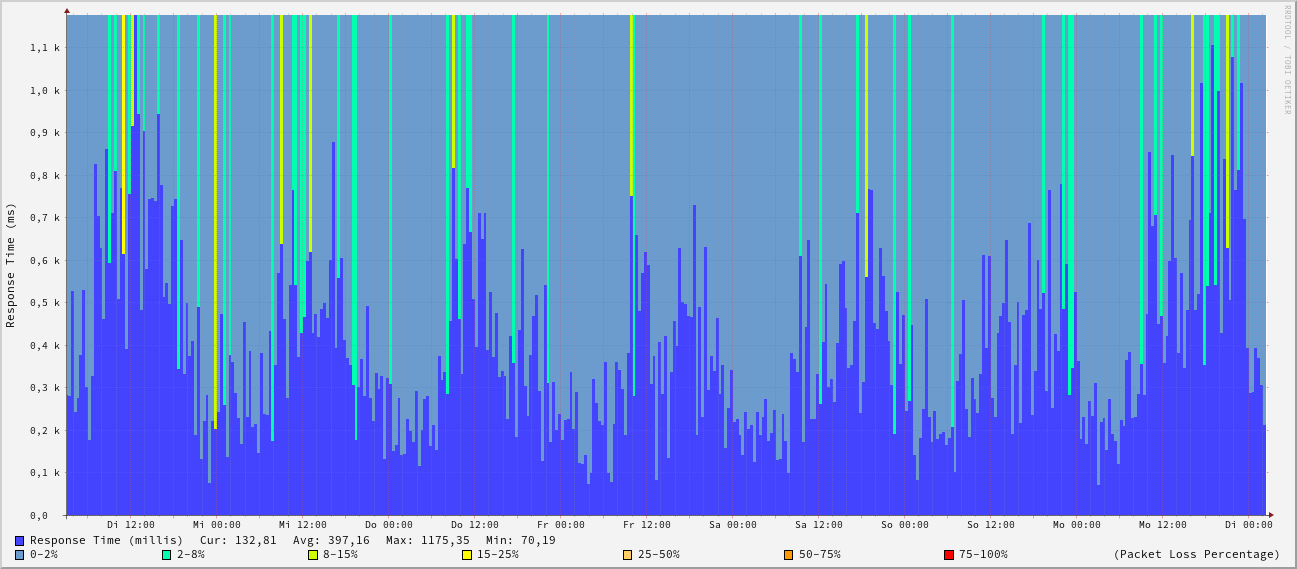 RRDTOOL / TOBI OETIKER
Response Time (ms)
1,1 k
1,0 k
0,9 k
0,8 k
0,7 k
0,6 k
0,5 k
0,4 k
0,3 k
0,2 k
0,1 k
0,0
Di 12:00 Mi 00:00 Mi 12:00 Do 00:00 Do 12:00 Fr 00:00 Fr 12:00 Sa 00:00 Sa 12:00 So 00:00 So 12:00 Mo 00:00 Mo 12:00 Di 00:00
Response Time (millis) Cur: 132,81 Avg: 397,16 Max: 1175,35 Min: 70,19
0-2% 2-8% 8-15% 15-25% 25-50% 50-75% 75-100% (Packet Loss Percentage)